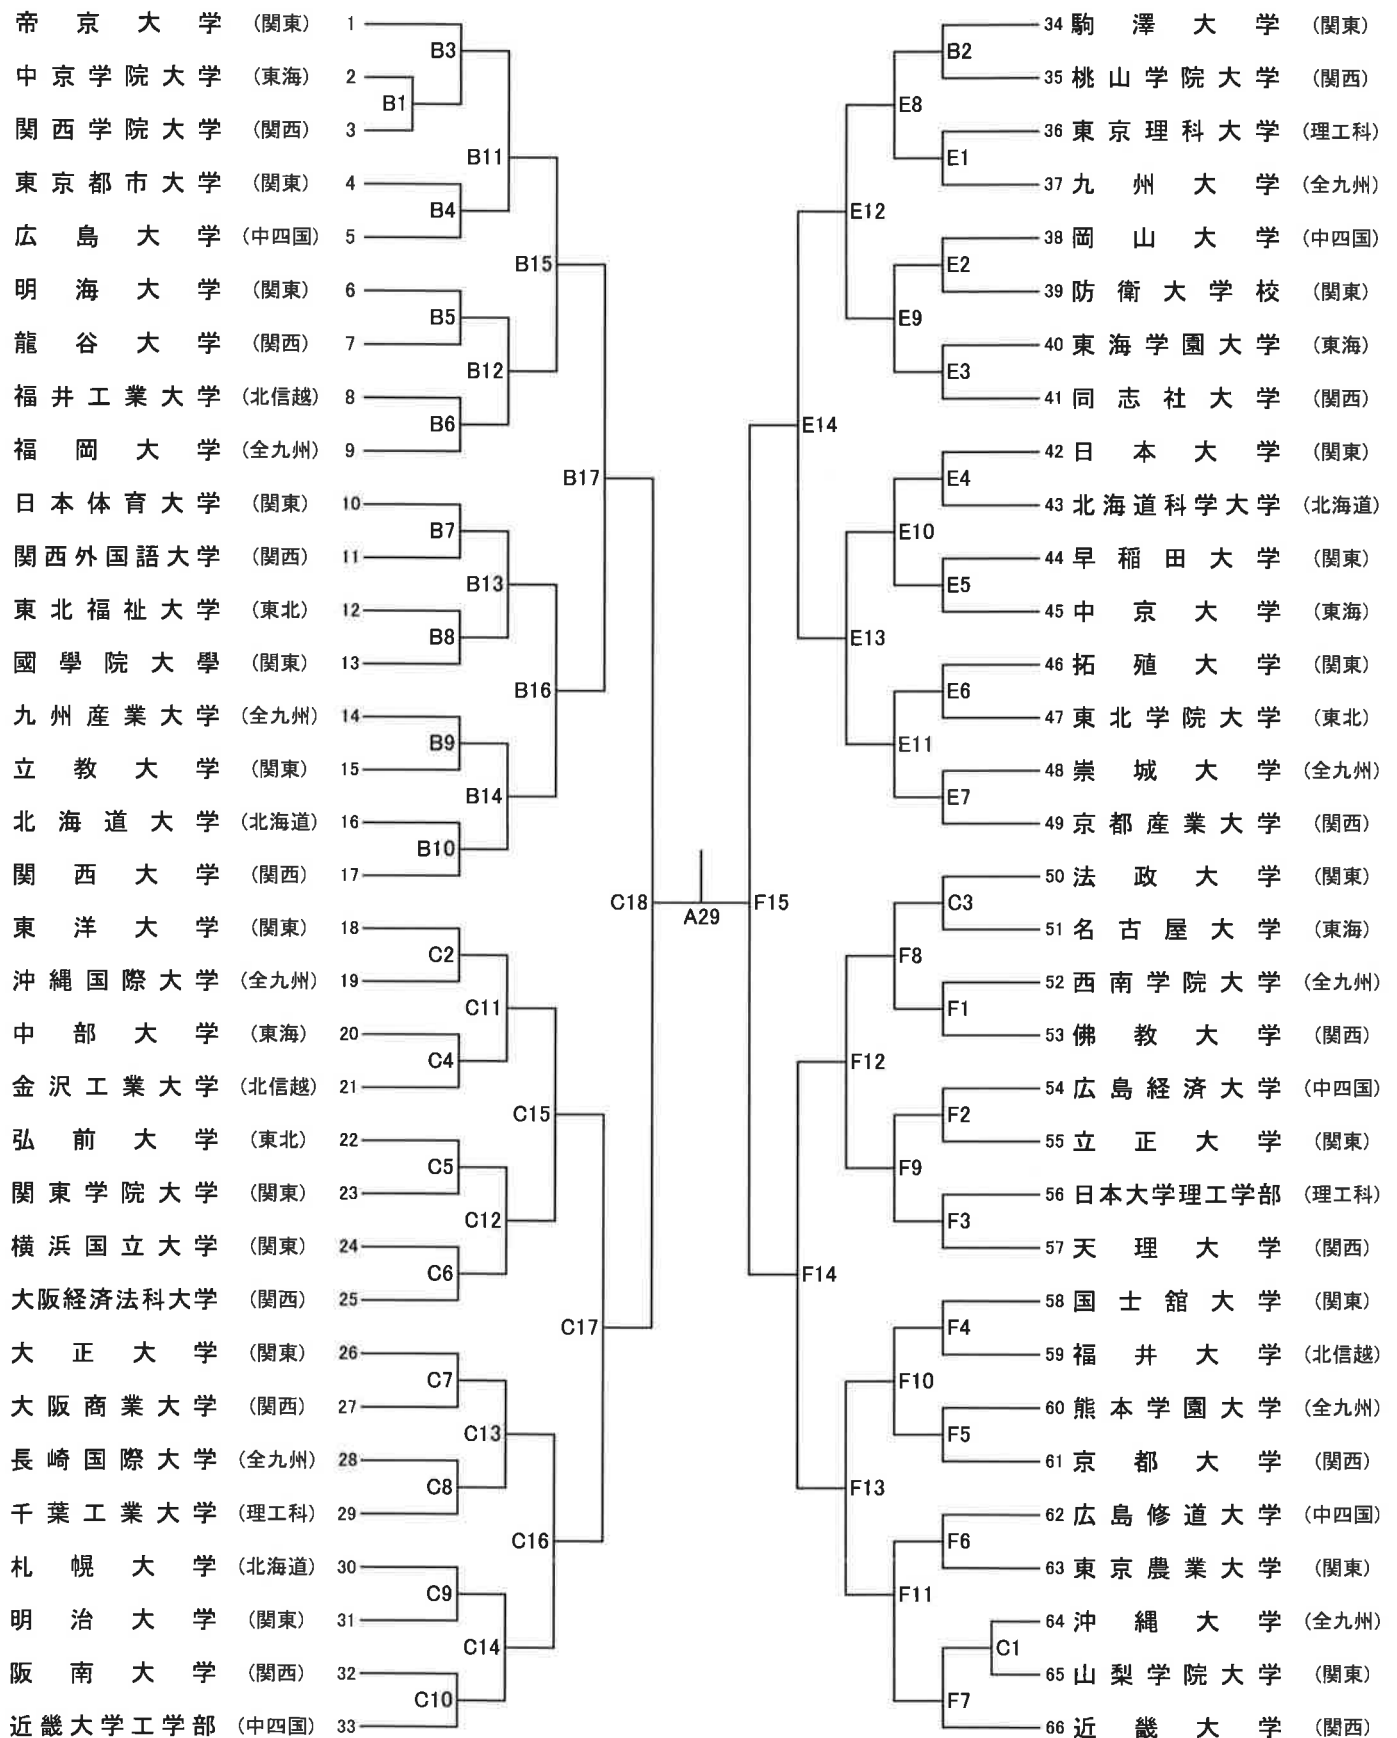 帝京大学 (関東) 1
中京学院大学 (東海) 2
関西学院大学 (関西) 3
東京都市大学 (関東) 4
広島大学 (中四国) 5
明海大学 (関東) 6
龍谷大学 (関西) 7
福井工業大学 (北信越) 8
福岡大学 (全九州) 9
日本体育大学 (関東) 10
関西外国語大学 (関西) 11
東北福祉大学 (東北) 12
國學院大學 (関東) 13
九州産業大学 (全九州) 14
立教大学 (関東) 15
北海道大学 (北海道) 16
関西大学 (関西) 17
東洋大学 (関東) 18
沖縄国際大学 (全九州) 19
中部大学 (東海) 20
金沢工業大学 (北信越) 21
弘前大学 (東北) 22
関東学院大学 (関東) 23
横浜国立大学 (関東) 24
大阪経済法科大学 (関西) 25
大正大学 (関東) 26
大阪商業大学 (関西) 27
長崎国際大学 (全九州) 28
千葉工業大学 (理工科) 29
札幌大学 (北海道) 30
明治大学 (関東) 31
阪南大学 (関西) 32
近畿大学工学部 (中四国) 33
B3
B1
B11
B4
B15
B5
B12
B6
B17
B7
B13
B8
B16
B9
B14
B10
C18
C2
C11
C4
C15
C5
C12
C6
C17
C7
C13
C8
C16
C9
C14
C10
A29
B2
E8
E1
E12
E2
E9
E3
E14
E4
E10
E5
E13
E6
E11
E7
F15
C3
F8
F1
F12
F2
F9
F3
F14
F4
F10
F5
F13
F6
F11
C1
F7
34 駒澤大学 (関東)
35 桃山学院大学 (関西)
36 東京理科大学 (理工科)
37 九州大学 (全九州)
38 岡山大学 (中四国)
39 防衛大学校 (関東)
40 東海学園大学 (東海)
41 同志社大学 (関西)
42 日本大学 (関東)
43 北海道科学大学 (北海道)
44 早稲田大学 (関東)
45 中京大学 (東海)
46 拓殖大学 (関東)
47 東北学院大学 (東北)
48 崇城大学 (全九州)
49 京都産業大学 (関西)
50 法政大学 (関東)
51 名古屋大学 (東海)
52 西南学院大学 (全九州)
53 佛教大学 (関西)
54 広島経済大学 (中四国)
55 立正大学 (関東)
56 日本大学理工学部 (理工科)
57 天理大学 (関西)
58 国士舘大学 (関東)
59 福井大学 (北信越)
60 熊本学園大学 (全九州)
61 京都大学 (関西)
62 広島修道大学 (中四国)
63 東京農業大学 (関東)
64 沖縄大学 (全九州)
65 山梨学院大学 (関東)
66 近畿大学 (関西)